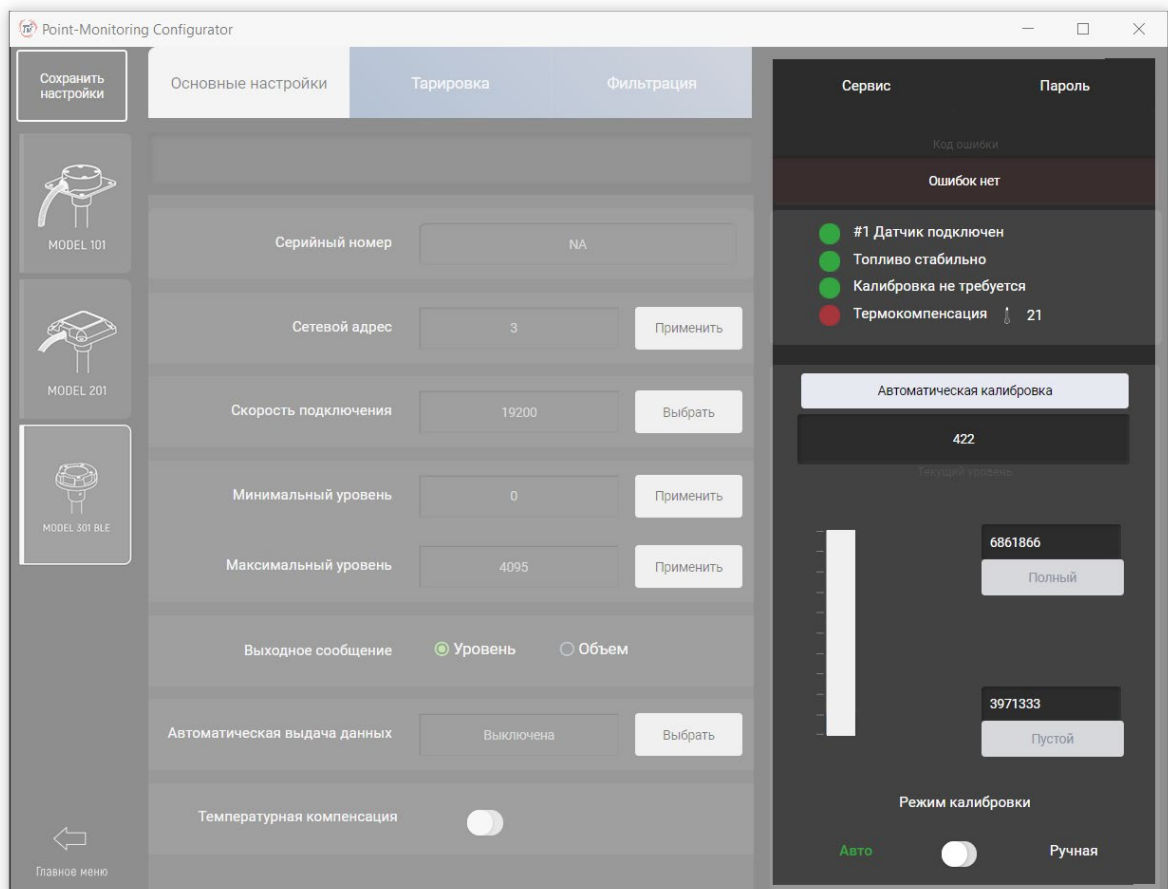 Point-Monitoring Configurator
Сохранить
настройки
Основные настройки
Тарировка
Фильтрация
Сервис
Пароль
Код ошибки
Ошибок нет
MODEL 101
MODEL 201
MODEL 301 BLE
Главное меню
Серийный номер
NA
Сетевой адрес
3
Применить
Скорость подключения
19200
Выбрать
Минимальный уровень
0
Применить
Максимальный уровень
4095
Применить
Выходное сообщение
Уровень
Объем
Автоматическая выдача данных
Выключена
Выбрать
Температурная компенсация
#1 Датчик подключен
Топливо стабильно
Калибровка не требуется
Термокомпенсация 21
Автоматическая калибровка
422
Текущий уровень
6861866
Полный
3971333
Пустой
Режим калибровки
Авто
Ручная